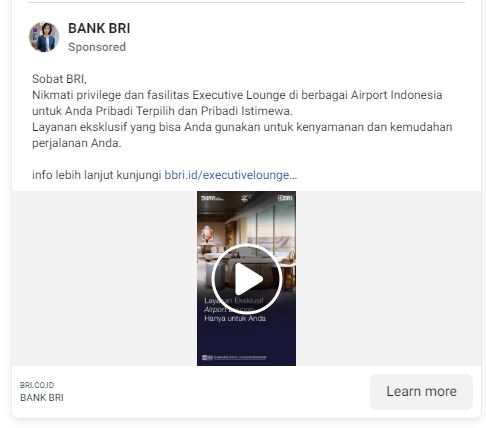 BANK BRI
Sponsored
Sobat BRI,
Nikmati privilege dan fasilitas Executive Lounge di berbagai Airport Indonesia
untuk Anda Pribadi Terpilih dan Pribadi Istimewa.
Layanan eksklusif yang bisa Anda gunakan untuk kenyamanan dan kemudahan
perjalanan Anda.
info lebih lanjut kunjungi bbri.id/executivelounge...
BRI
Layanan Eksklusif
Airport
Hanya untuk Anda
BRI.CO.ID
BANK BRI
Learn more